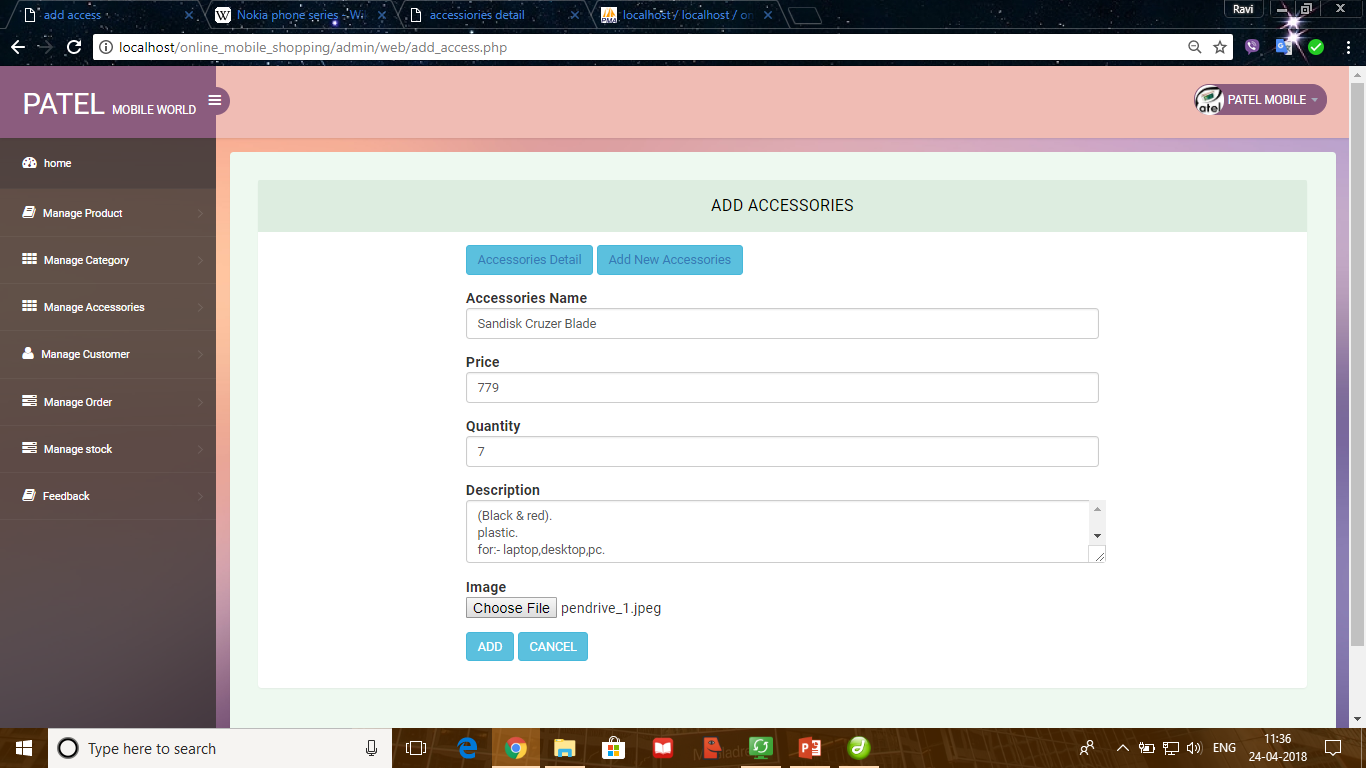 add access
Nokia phone series - Wi
accessiories detail
localhost / localhost / on
Ravi
localhost/online_mobile_shopping/admin/web/add_access.php
PATEL MOBILE WORLD
PATEL MOBILE
home
Manage Product
Manage Category
Manage Accessories
Manage Customer
Manage Order
Manage stock
Feedback
ADD ACCESSORIES
Accessories Detail
Add New Accessories
Accessories Name
Sandisk Cruzer Blade
Price
779
Quantity
7
Description
(Black & red).
plastic.
for:- laptop,desktop,pc.
Image
Choose File pendrive_1.jpeg
ADD
CANCEL
Type here to search
ENG
11:36
24-04-2018